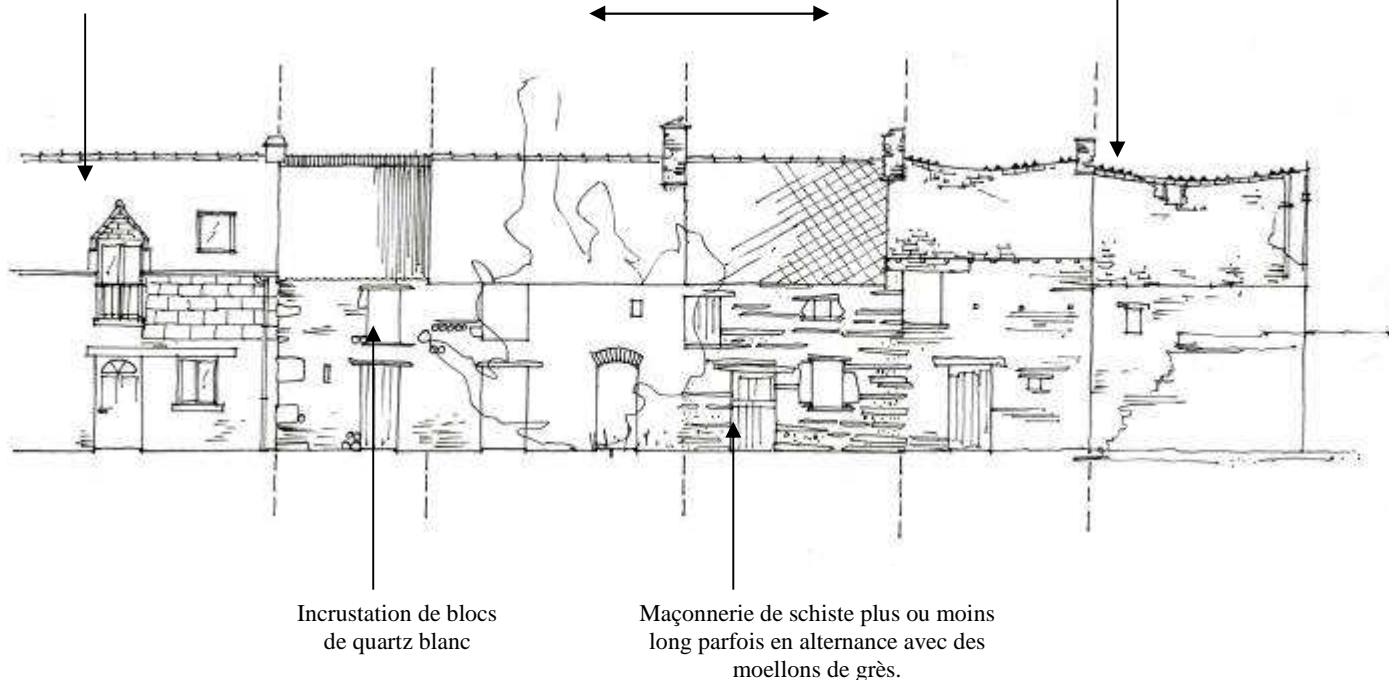 Incrustation de blocs
de quartz blanc
Maçonnerie de schiste plus ou moins
long parfois en alternance avec des
moellons de grès.